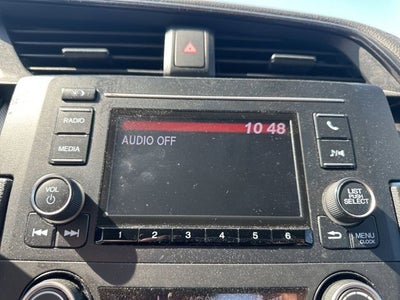 RADIO
MEDIA
VOL
10 48
AUDIO OFF
LIST
PUSH
SELECT
MENU
CLOCK
1 2 3 4 5 6